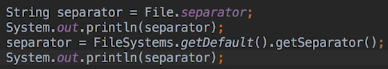 String separator = File.separator;
System.out.println(separator);
separator = FileSystems.getDefault().getSeparator();
System.out.println(separator);